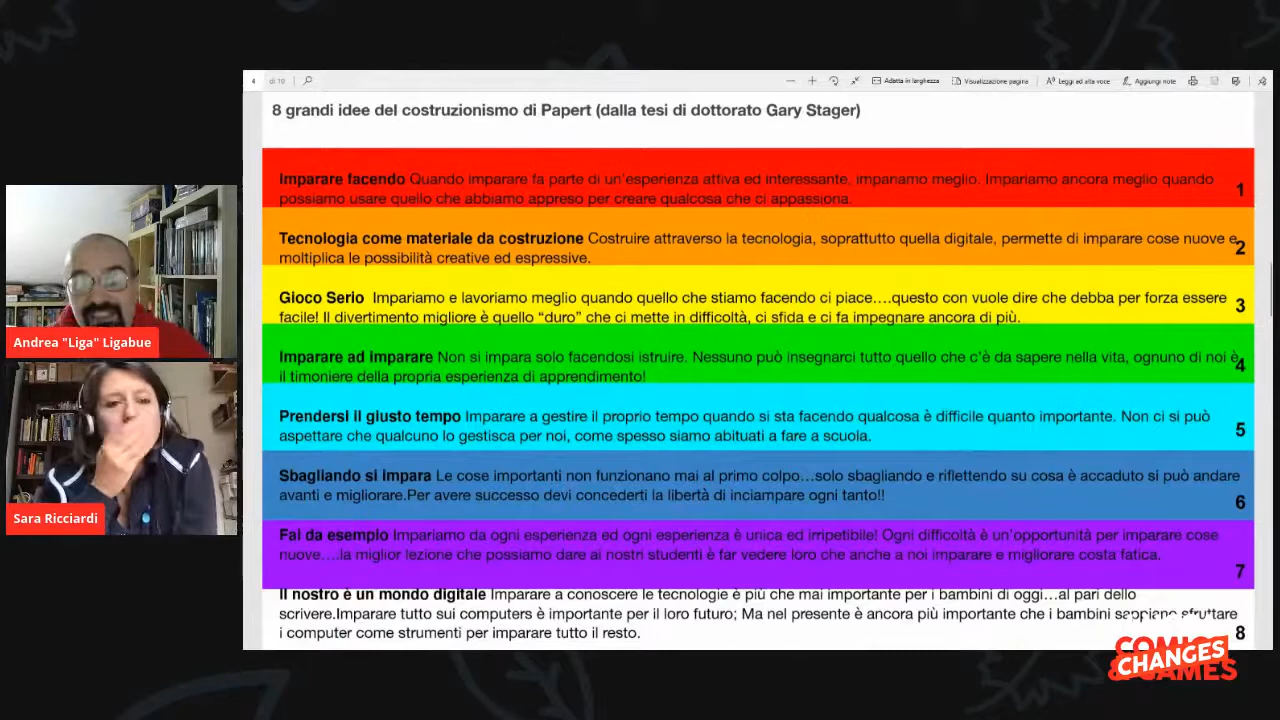 4 di 10
Adatta in larghezza
Visualizzazione pagina
Leggi ad alta voce
Aggiungi note
8 grandi idee del costruzionismo di Papert (dalla tesi di dottorato Gary Stager)
Imparare facendo Quando imparare fa parte di un'esperienza attiva ed interessante, impariamo meglio. Impariamo ancora meglio quando
possiamo usare quello che abbiamo appreso per creare qualcosa che ci appassiona.
1
Tecnologia come materiale da costruzione Costruire attraverso la tecnologia, soprattutto quella digitale, permette di imparare cose nuove e
moltiplica le possibilità creative ed espressive.
2
Gioco Serio Impariamo e lavoriamo meglio quando quello che stiamo facendo ci piace….questo con vuole dire che debba per forza essere
facile! Il divertimento migliore è quello “duro” che ci mette in difficoltà, ci sfida e ci fa impegnare ancora di più.
3
Imparare ad imparare Non si impara solo facendosi istruire. Nessuno può insegnarci tutto quello che c'è da sapere nella vita, ognuno di noi è
il timoniere della propria esperienza di apprendimento!
4
Prendersi il giusto tempo Imparare a gestire il proprio tempo quando si sta facendo qualcosa è difficile quanto importante. Non ci si può
aspettare che qualcuno lo gestisca per noi, come spesso siamo abituati a fare a scuola.
5
Sbagliando si impara Le cose importanti non funzionano mai al primo colpo…solo sbagliando e riflettendo su cosa è accaduto si può andare
avanti e migliorare.Per avere successo devi concederti la libertà di inciampare ogni tanto!!
6
Fai da esempio Impariamo da ogni esperienza ed ogni esperienza è unica ed irripetibile! Ogni difficoltà è un'opportunità per imparare cose
nuove….la miglior lezione che possiamo dare ai nostri studenti è far vedere loro che anche a noi imparare e migliorare costa fatica.
7
Il nostro è un mondo digitale Imparare a conoscere le tecnologie è più che mai importante per i bambini di oggi…al pari dello
scrivere.Imparare tutto sui computers è importante per il loro futuro; Ma nel presente è ancora più importante che i bambini sappiano sfruttare
i computer come strumenti per imparare tutto il resto.
8
Andrea "Liga" Ligabue
Sara Ricciardi
COMICS
CHANGES
& GAMES